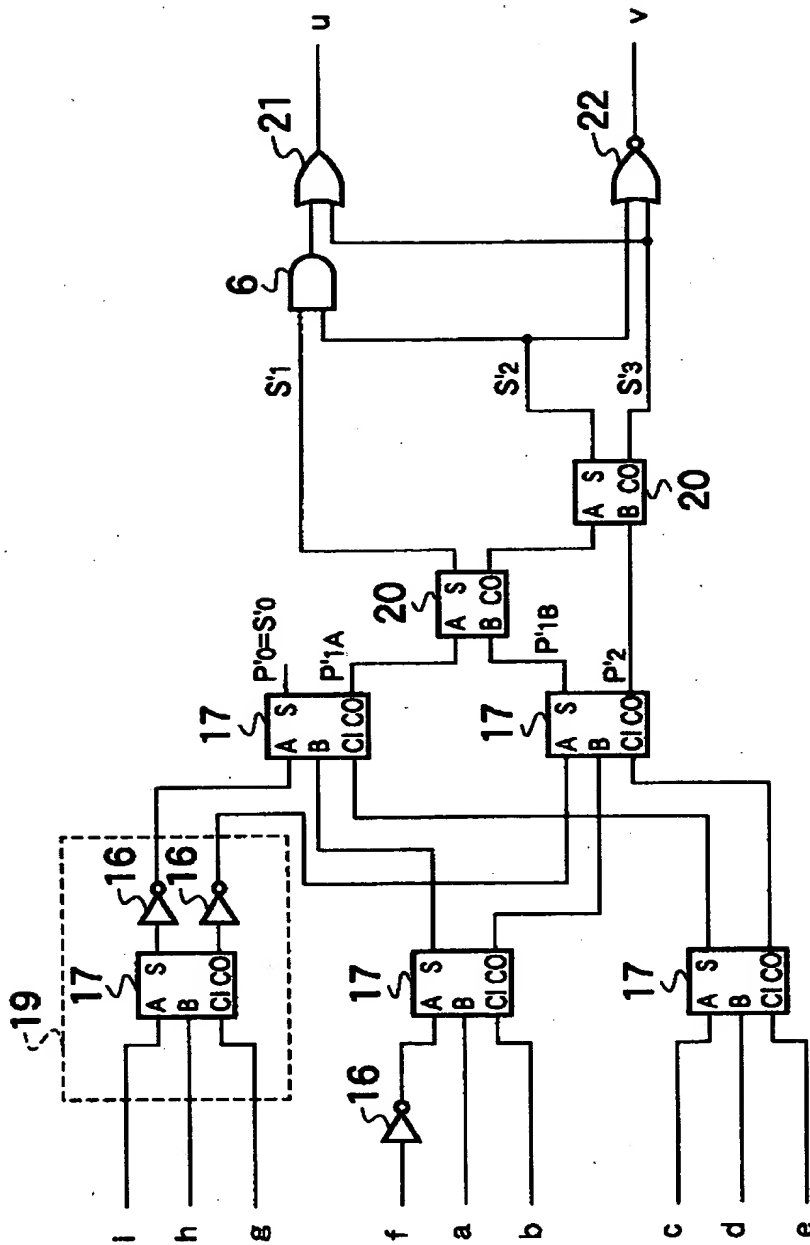 19
i
h
g
17
A
B
CI
S
CO
16
16
f
a
b
16
17
A
B
CI
S
CO
c
d
e
17
A
B
CI
S
CO
17
A
B
CI
S
CO
P'0=S'0
P'1A
17
A
B
CI
S
CO
P'1B
P'2
20
A
B
S
CO
20
A
B
S
CO
S'1
S'2
S'3
6
21
22
u
v